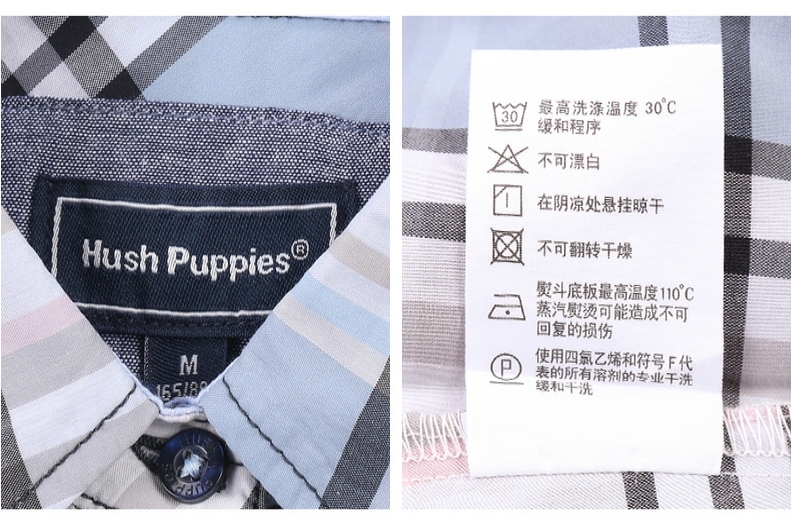 Hush Puppies®
M
165/88
HUSH
PUPPIES
30
最高洗涤温度 30°C
缓和程序
不可漂白
在阴凉处悬挂晾干
不可翻转干燥
熨斗底板最高温度110°C
蒸汽熨烫可能造成不可
回复的损伤
P
使用四氯乙烯和符号F代
表的所有溶剂的专业干洗
缓和干洗